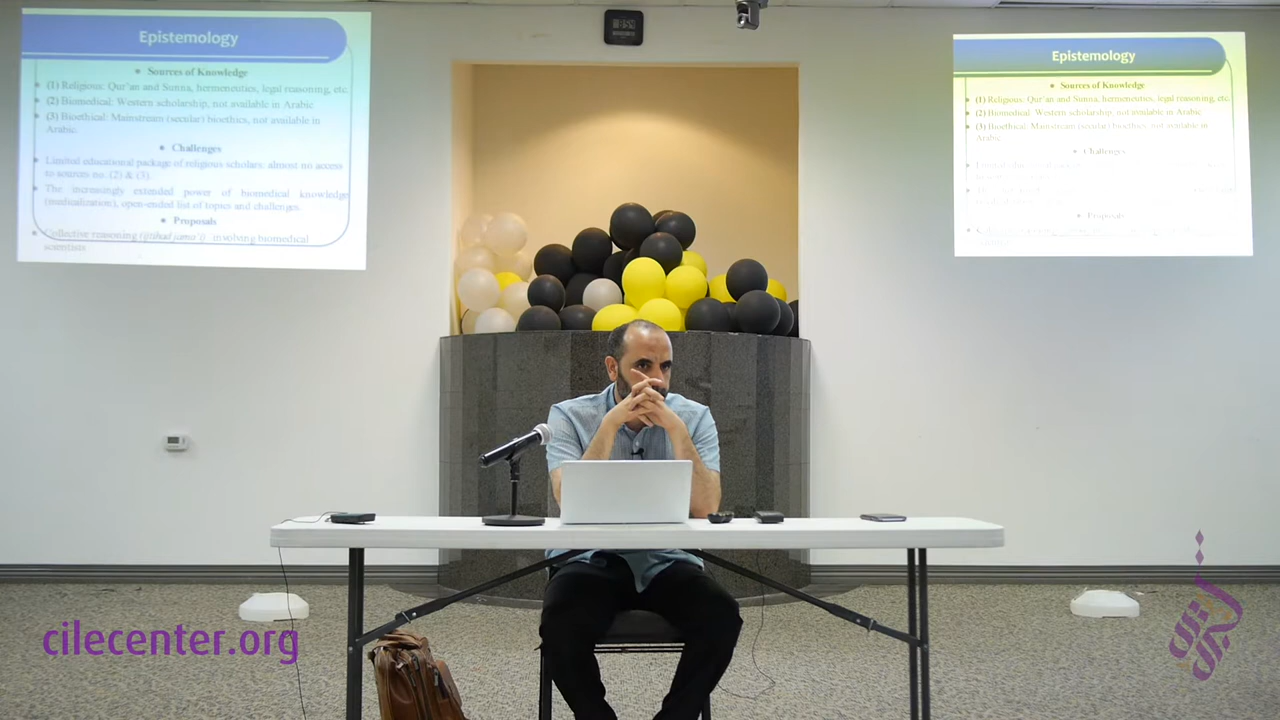 Epistemology
• Sources of Knowledge
• (1) Religious: Qur'an and Sunna, hermeneutics, legal reasoning, etc.
• (2) Biomedical: Western scholarship, not available in Arabic
• (3) Bioethical: Mainstream (secular) bioethics, not available in
Arabic.
• Challenges
• Limited educational package of religious scholars: almost no access
to sources no. (2) & (3).
• The increasingly extended power of biomedical knowledge
(medicalization), open-ended list of topics and challenges.
• Proposals
• Collective reasoning (ijtihad jama'i) involving biomedical
scientists
Epistemology
• Sources of Knowledge
• (1) Religious: Qur'an and Sunna, hermeneutics, legal reasoning, etc.
• (2) Biomedical: Western scholarship, not available in Arabic
• (3) Bioethical: Mainstream (secular) bioethics, not available in
Arabic.
• Challenges
• Proposals
cilecenter.org